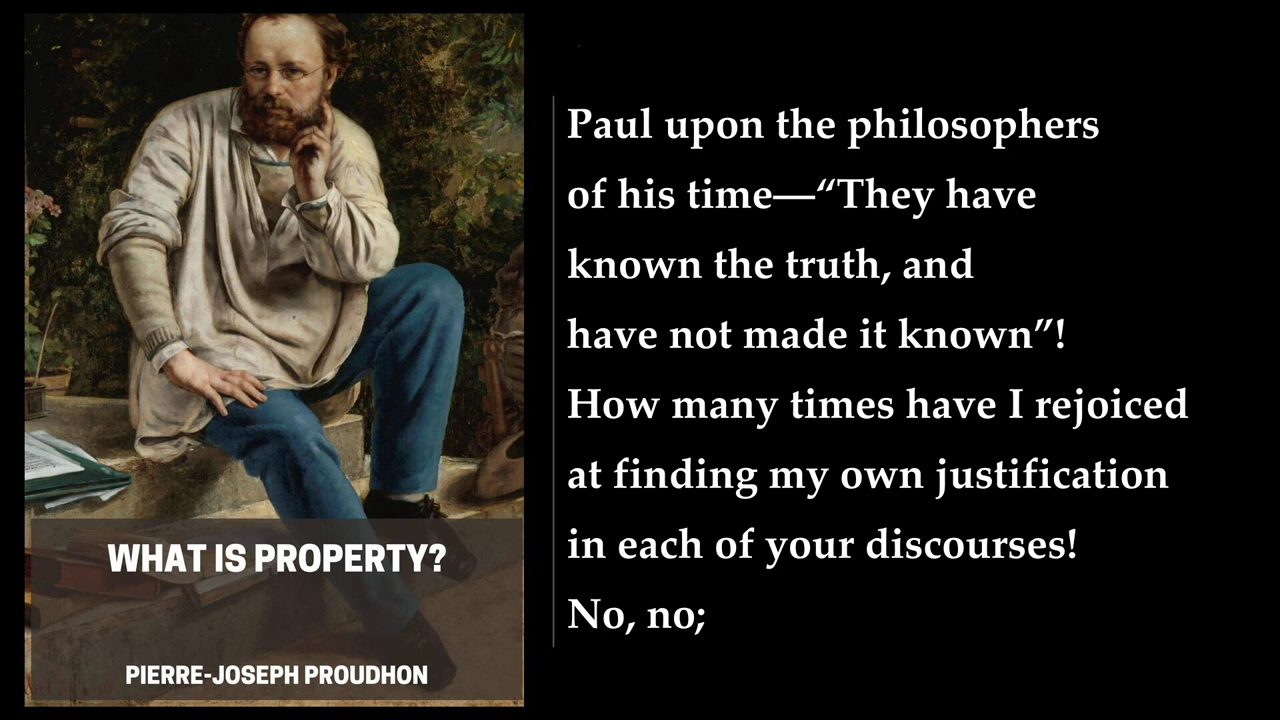 WHAT IS PROPERTY?
PIERRE-JOSEPH PROUDHON
Paul upon the philosophers
of his time—“They have
known the truth, and
have not made it known”!
How many times have I rejoiced
at finding my own justification
in each of your discourses!
No, no;